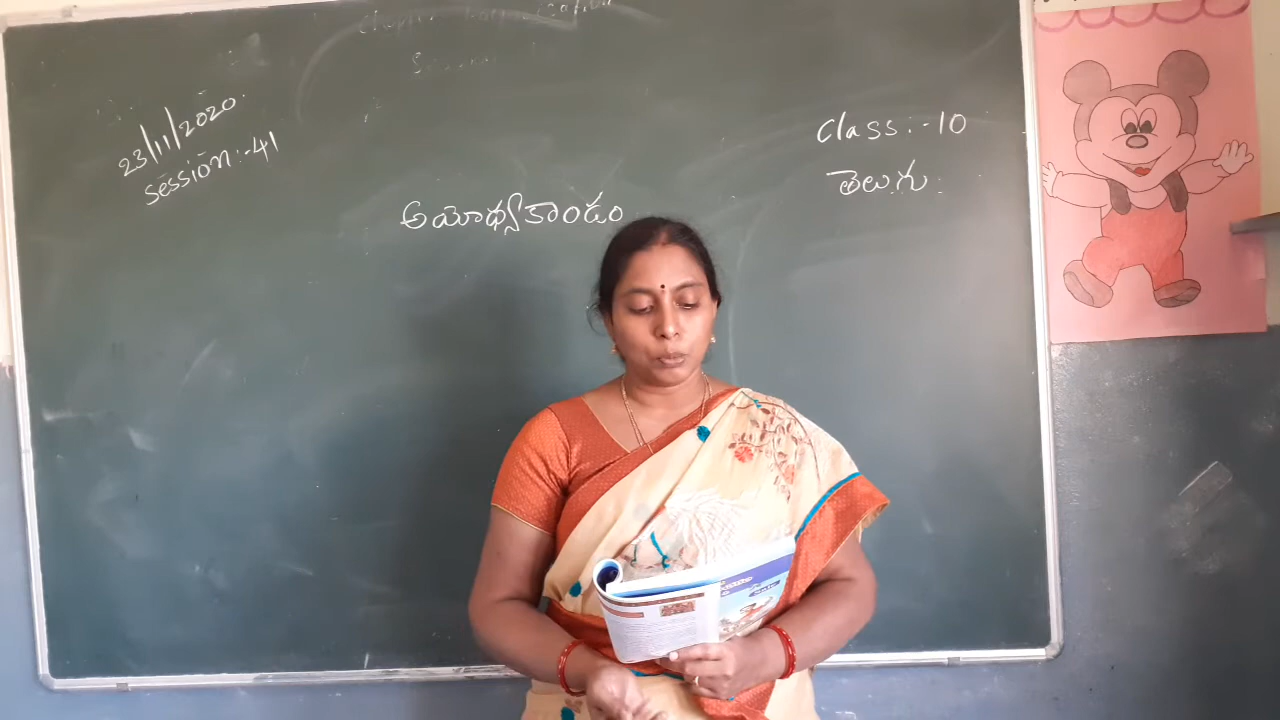 23/11/2020.
session:-41
Class:-10
తెలుగు.
అయోధ్యకాండం